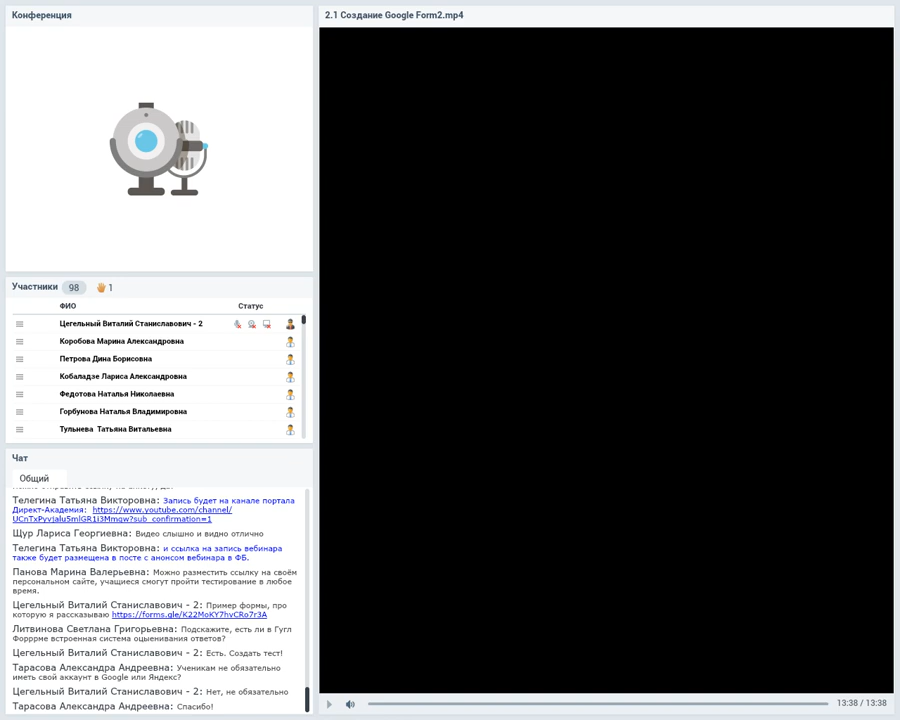 Конференция
2.1 Создание Google Form2.mp4
Участники 98 1
ФИО Статус
Цегельный Виталий Станиславович - 2
Коробова Марина Александровна
Петрова Дина Борисовна
Кобаладзе Лариса Александровна
Федотова Наталья Николаевна
Горбунова Наталья Владимировна
Тульнева Татьяна Витальевна
Чат
Общий
Телегина Татьяна Викторовна: Запись будет на канале портала
Директ-Академия: https://www.youtube.com/channel/
UCnTxPyvjalu5mlGR1i3Mmqw?sub_confirmation=1
Щур Лариса Георгиевна: Видео слышно и видно отлично
Телегина Татьяна Викторовна: и ссылка на запись вебинара
также будет размещена в посте с анонсом вебинара в ФБ.
Панова Марина Валерьевна: Можно разместить ссылку на своём
персональном сайте, учащиеся смогут пройти тестирование в любое
время.
Цегельный Виталий Станиславович - 2: Пример формы, про
которую я рассказываю https://forms.gle/K22MoKY7hvCRo7r3A
Литвинова Светлана Григорьевна: Подскажите, есть ли в Гугл
Форррме встроенная система оцыенивания ответов?
Цегельный Виталий Станиславович - 2: Есть. Создать тест!
Тарасова Александра Андреевна: Ученикам не обязательно
иметь свой аккаунт в Google или Яндекс?
Цегельный Виталий Станиславович - 2: Нет, не обязательно
Тарасова Александра Андреевна: Спасибо!
13:38 / 13:38